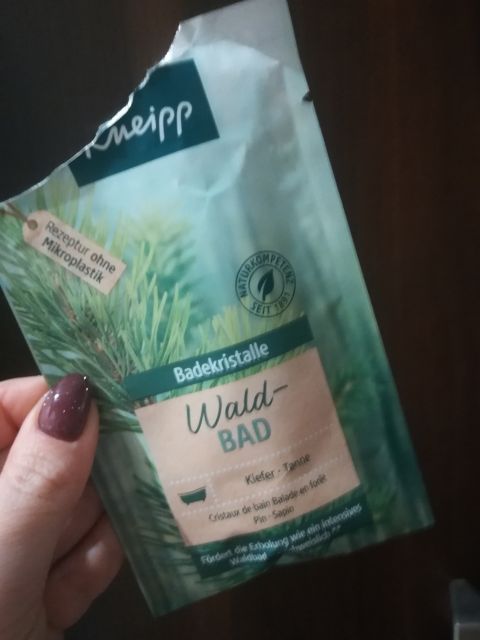 Kneipp
Rezeptur ohne
Mikroplastik
NATURKOMPETENZ
SEIT 1891
Badekristalle
Wald-
BAD
Kiefer - Tanne
Cristaux de bain Balade en forêt
Pin - Sapin
Fördert die Erholung wie ein intensives
Waldbad